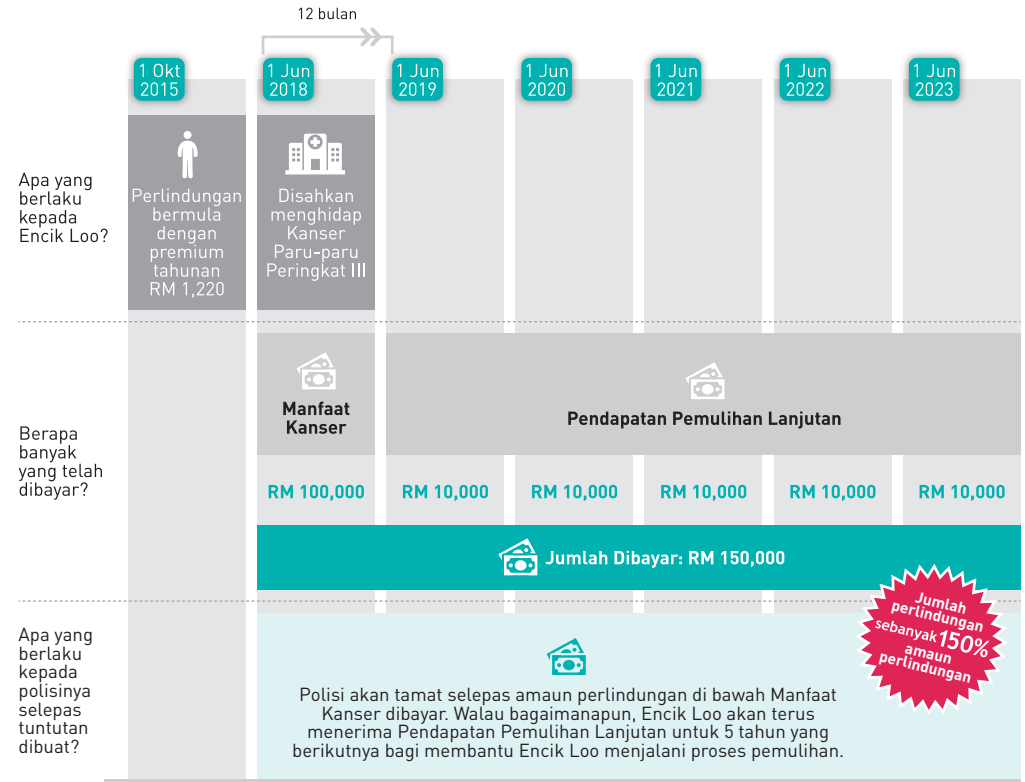 12 bulan
1 Okt
2015
1 Jun
2018
1 Jun
2019
1 Jun
2020
1 Jun
2021
1 Jun
2022
1 Jun
2023
Apa yang
berlaku
kepada
Encik Loo?
Perlindungan
bermula
dengan
premium
tahunan
RM 1,220
Disahkan
menghidap
Kanser
Paru-paru
Peringkat III
Berapa
banyak
yang telah
dibayar?
Manfaat
Kanser
Pendapatan Pemulihan Lanjutan
RM 100,000
RM 10,000
RM 10,000
RM 10,000
RM 10,000
RM 10,000
Jumlah Dibayar: RM 150,000
Jumlah
perlindungan
sebanyak 150%
amaun
perlindungan
Apa yang
berlaku
kepada
polisinya
selepas
tuntutan
dibuat?
Polisi akan tamat selepas amaun perlindungan di bawah Manfaat
Kanser dibayar. Walau bagaimanapun, Encik Loo akan terus
menerima Pendapatan Pemulihan Lanjutan untuk 5 tahun yang
berikutnya bagi membantu Encik Loo menjalani proses pemulihan.